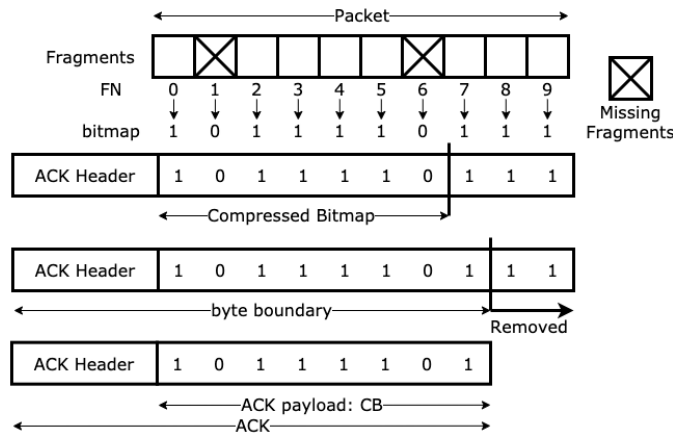 Packet
Fragments
FN 0 1 2 3 4 5 6 7 8 9
bitmap 1 0 1 1 1 1 0 1 1 1
Missing
Fragments
ACK Header 1 0 1 1 1 1 0 1 1 1
Compressed Bitmap
ACK Header 1 0 1 1 1 1 0 1 1 1
byte boundary
Removed
ACK Header 1 0 1 1 1 1 0 1
ACK payload: CB
ACK